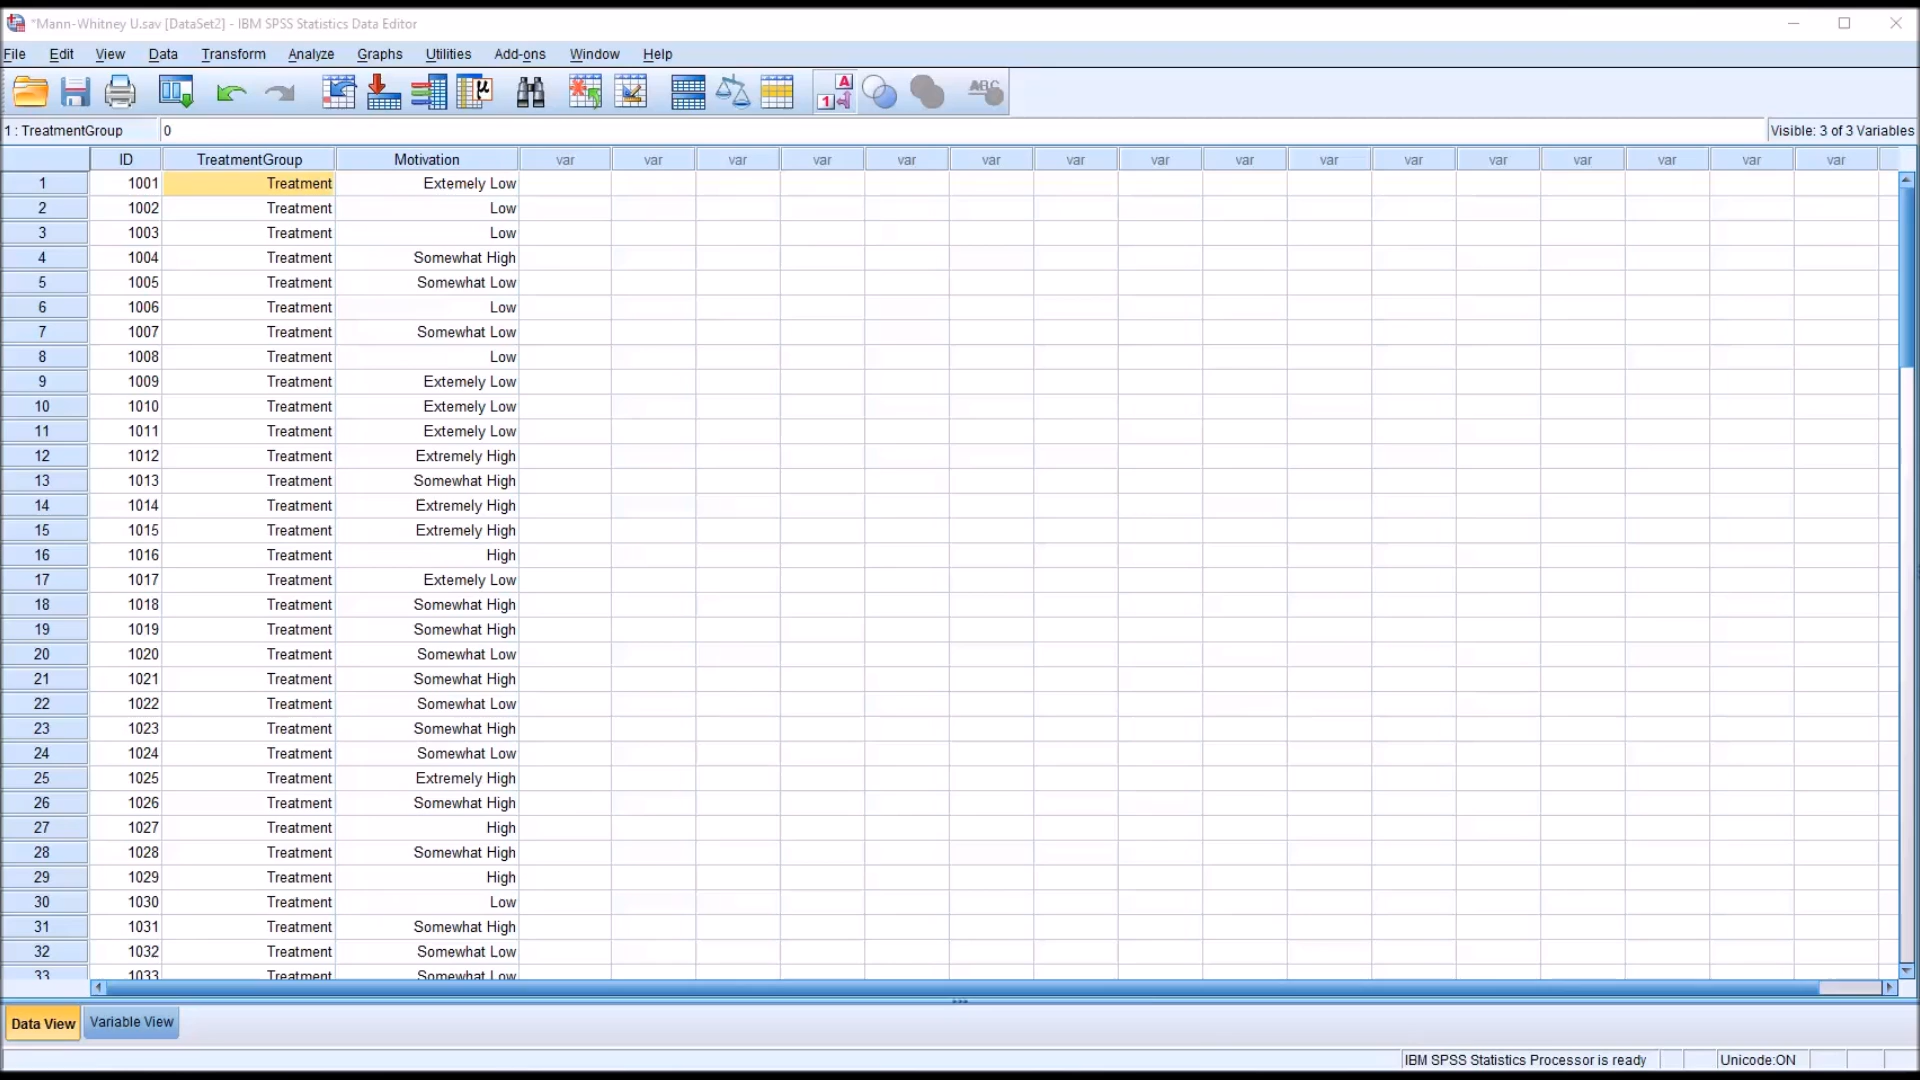 *Mann-Whitney U.sav [DataSet2] - IBM SPSS Statistics Data Editor
File Edit View Data Transform Analyze Graphs Utilities Add-ons Window Help
1 A μ ABC
1 : TreatmentGroup 0 Visible: 3 of 3 Variables
ID TreatmentGroup Motivation var var var var var var var var var var var var var var var var
1 1001 Treatment Extemely Low
2 1002 Treatment Low
3 1003 Treatment Low
4 1004 Treatment Somewhat High
5 1005 Treatment Somewhat Low
6 1006 Treatment Low
7 1007 Treatment Somewhat Low
8 1008 Treatment Low
9 1009 Treatment Extemely Low
10 1010 Treatment Extemely Low
11 1011 Treatment Extemely Low
12 1012 Treatment Extremely High
13 1013 Treatment Somewhat High
14 1014 Treatment Extremely High
15 1015 Treatment Extremely High
16 1016 Treatment High
17 1017 Treatment Extemely Low
18 1018 Treatment Somewhat High
19 1019 Treatment Somewhat High
20 1020 Treatment Somewhat Low
21 1021 Treatment Somewhat High
22 1022 Treatment Somewhat Low
23 1023 Treatment Somewhat High
24 1024 Treatment Somewhat Low
25 1025 Treatment Extremely High
26 1026 Treatment Somewhat High
27 1027 Treatment High
28 1028 Treatment Somewhat High
29 1029 Treatment High
30 1030 Treatment Low
31 1031 Treatment Somewhat High
32 1032 Treatment Somewhat Low
33 1033 Treatment Somewhat Low
Data View Variable View
IBM SPSS Statistics Processor is ready Unicode:ON